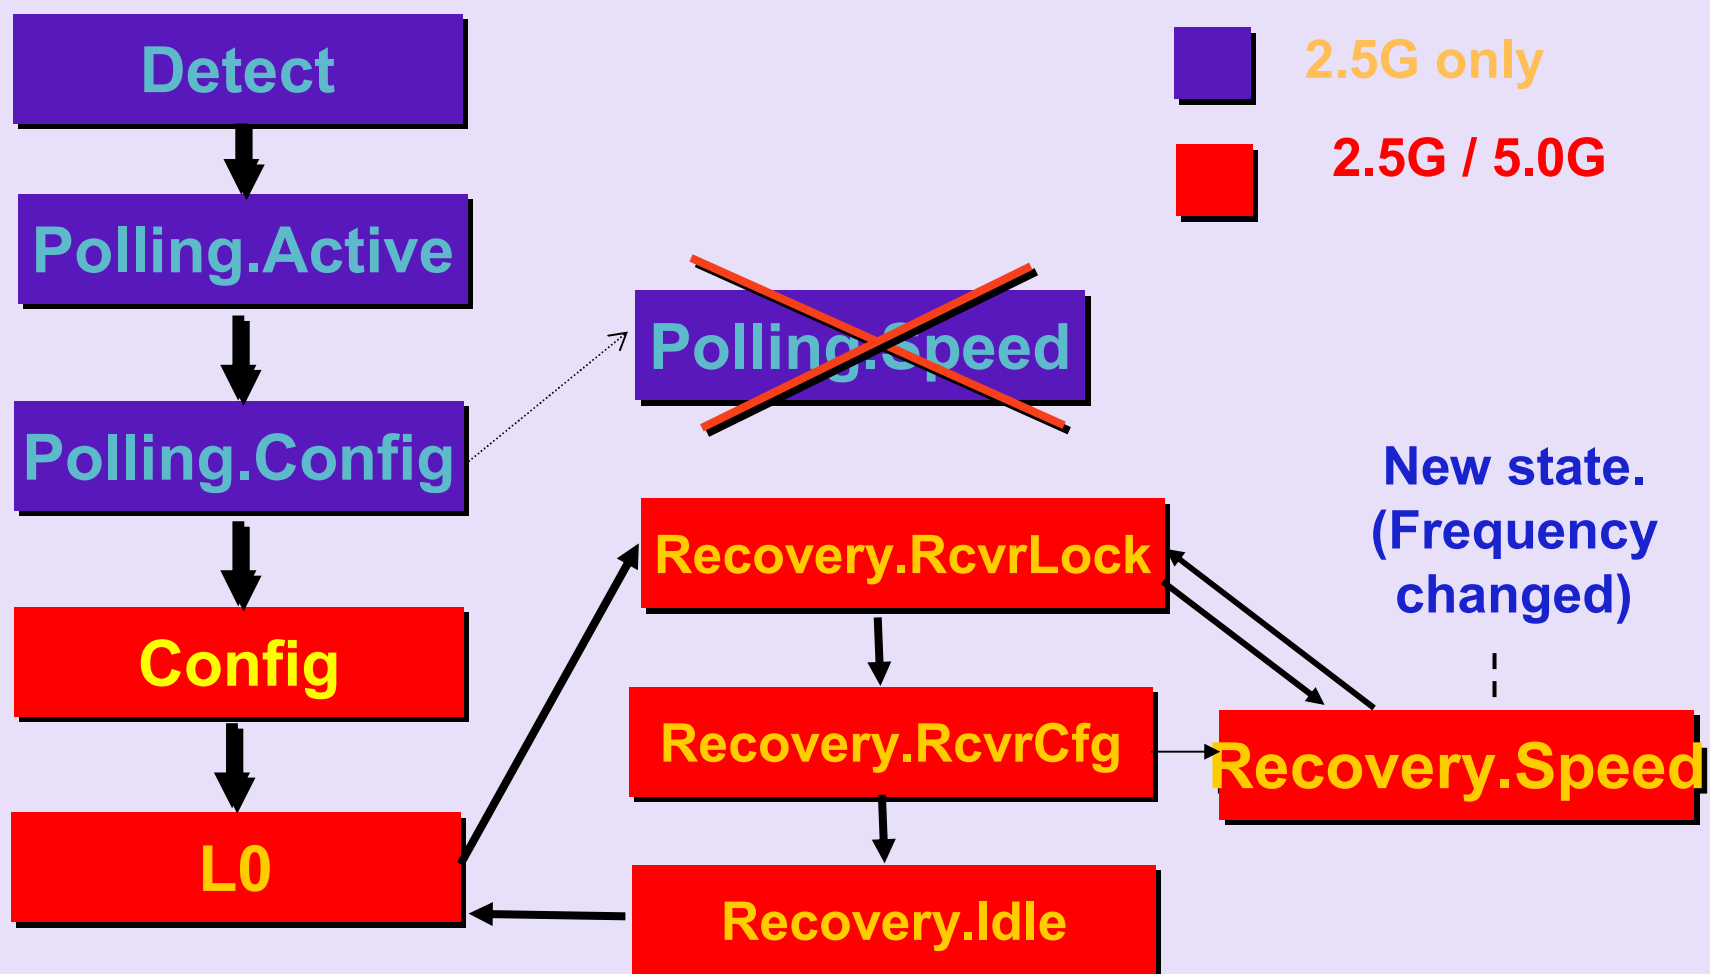 Detect
2.5G only
2.5G / 5.0G
Polling.Active
Polling.Speed
Polling.Config
New state.
(Frequency
changed)
Recovery.RcvrLock
Config
Recovery.RcvrCfg
Recovery.Speed
L0
Recovery.Idle